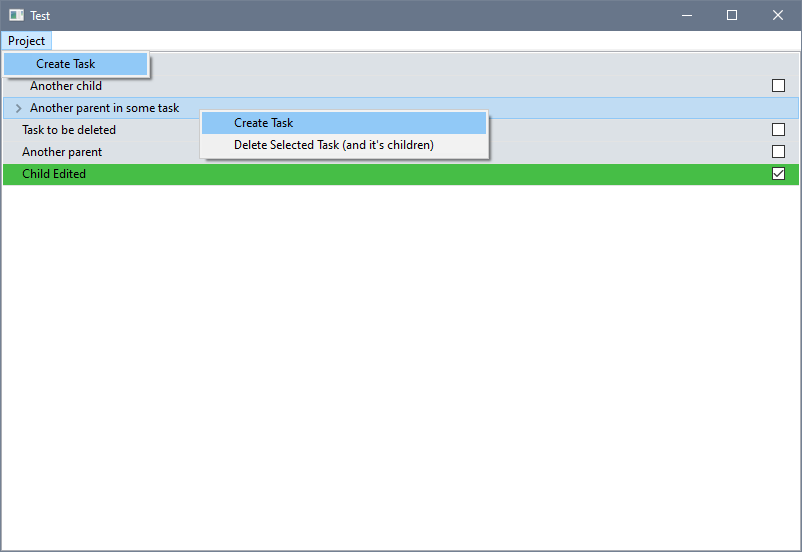 Test
Project
Create Task
Another child
Another parent in some task
Create Task
Task to be deleted
Delete Selected Task (and it's children)
Another parent
Child Edited